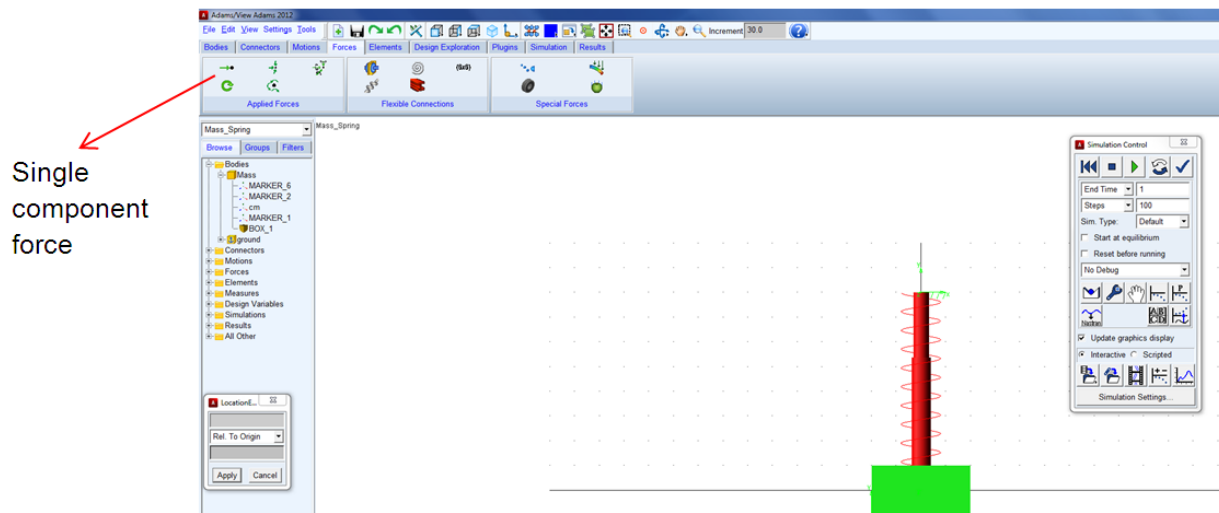 Adams/View Adams 2012
File Edit View Settings Tools
Increment 30.0
Bodies Connectors Motions Forces Elements Design Exploration Plugins Simulation Results
(5x5)
Applied Forces Flexible Connections Special Forces
Single
component
force
Mass_Spring
Browse Groups Filters
Bodies
Mass
MARKER_6
MARKER_2
cm
MARKER_1
BOX_1
ground
Connectors
Motions
Forces
Elements
Measures
Design Variables
Simulations
Results
All Other
LocationE...
Rel. To Origin
Apply Cancel
Mass_Spring
Simulation Control
End Time 1
Steps 100
Sim. Type: Default
Start at equilibrium
Reset before running
No Debug
Nastran
Update graphics display
Interactive Scripted
Simulation Settings...